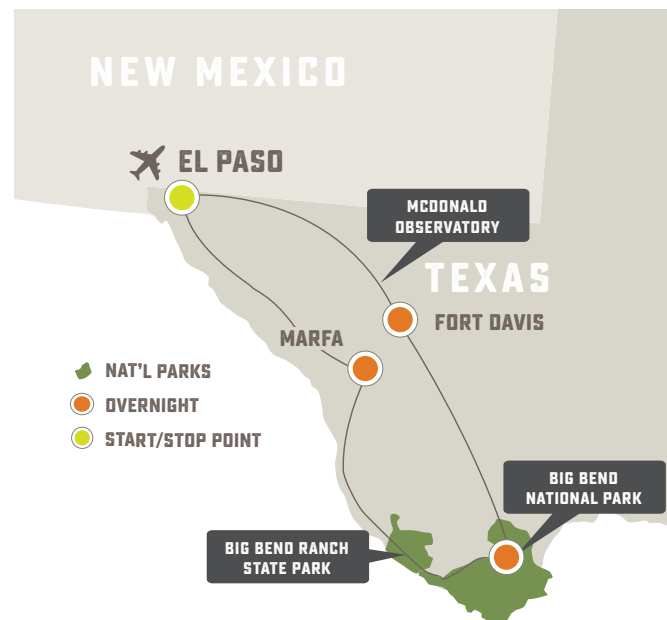 NEW MEXICO
EL PASO
MCDONALD
OBSERVATORY
TEXAS
FORT DAVIS
MARFA
NAT'L PARKS
OVERNIGHT
START/STOP POINT
BIG BEND
NATIONAL PARK
BIG BEND RANCH
STATE PARK